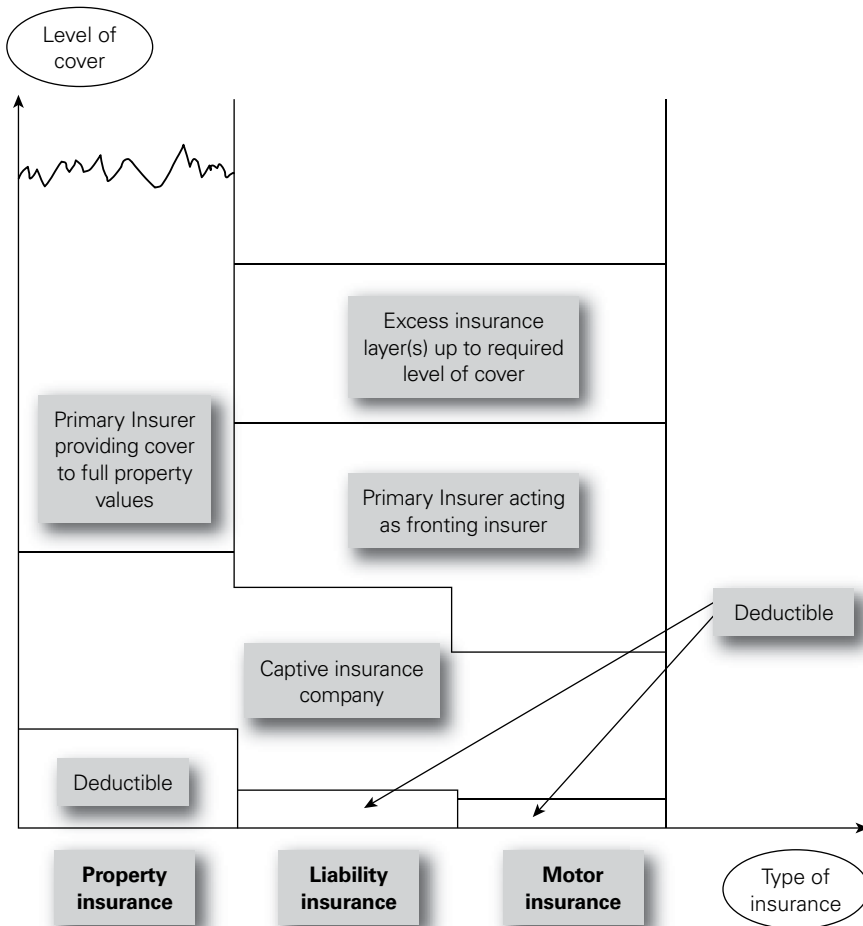 Level of
cover
Excess insurance
layer(s) up to required
level of cover
Primary Insurer
providing cover
to full property
values
Primary Insurer acting
as fronting insurer
Deductible
Captive insurance
company
Deductible
Property
insurance
Liability
insurance
Motor
insurance
Type of
insurance